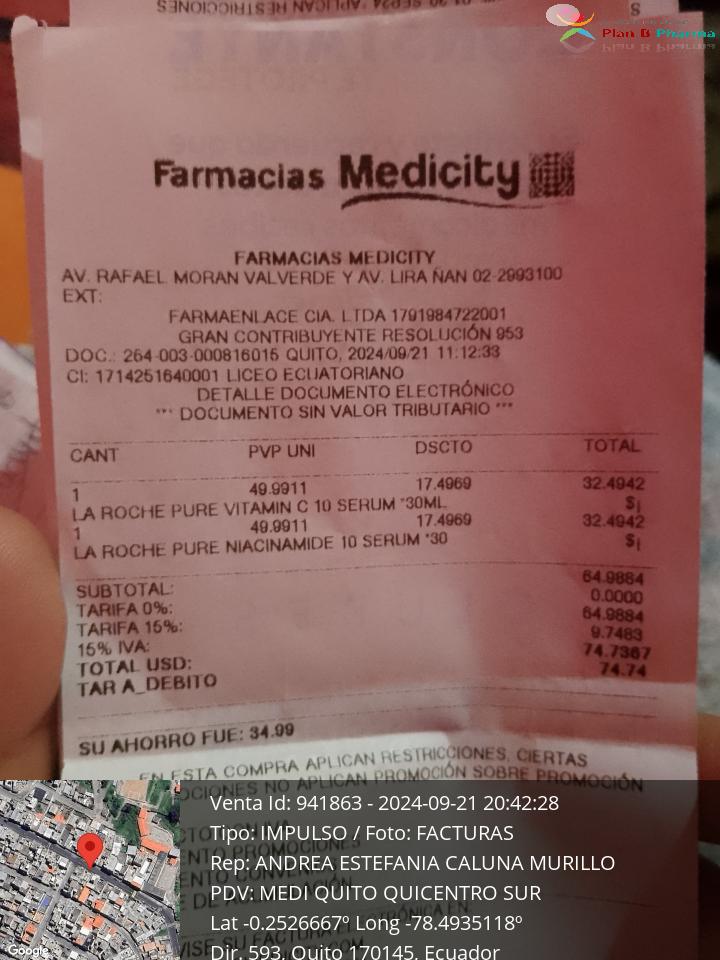 Plan B Pharma
Farmacias Medicity
FARMACIAS MEDICITY
AV. RAFAEL MORAN VALVERDE Y AV. LIRA ÑAN 02-2993100
EXT:
FARMAENLACE CIA. LTDA 1791984722001
GRAN CONTRIBUYENTE RESOLUCIÓN 953
DOC.: 264-003-000816015 QUITO, 2024/09/21 11:12:33
CI: 1714251640001 LICEO ECUATORIANO
DETALLE DOCUMENTO ELECTRÓNICO
*** DOCUMENTO SIN VALOR TRIBUTARIO ***
CANT PVP UNI DSCTO TOTAL
1 49.9911 17.4969 32.4942
LA ROCHE PURE VITAMIN C 10 SERUM *30ML $¡
1 49.9911 17.4969 32.4942
LA ROCHE PURE NIACINAMIDE 10 SERUM *30 $¡
SUBTOTAL: 64.9884
TARIFA 0%: 0.0000
TARIFA 15%: 64.9884
15% IVA: 9.7483
TOTAL USD: 74.7367
TAR A_DEBITO 74.74
SU AHORRO FUE: 34.99
EN ESTA COMPRA APLICAN RESTRICCIONES, CIERTAS
NO APLICAN PROMOCIÓN SOBRE PROMOCIÓN
Venta Id: 941863 - 2024-09-21 20:42:28
Tipo: IMPULSO / Foto: FACTURAS
Rep: ANDREA ESTEFANIA CALUNA MURILLO
PDV: MEDI QUITO QUICENTRO SUR
Lat -0.2526667º Long -78.4935118º
Dir. 593, Quito 170145, Ecuador
Google